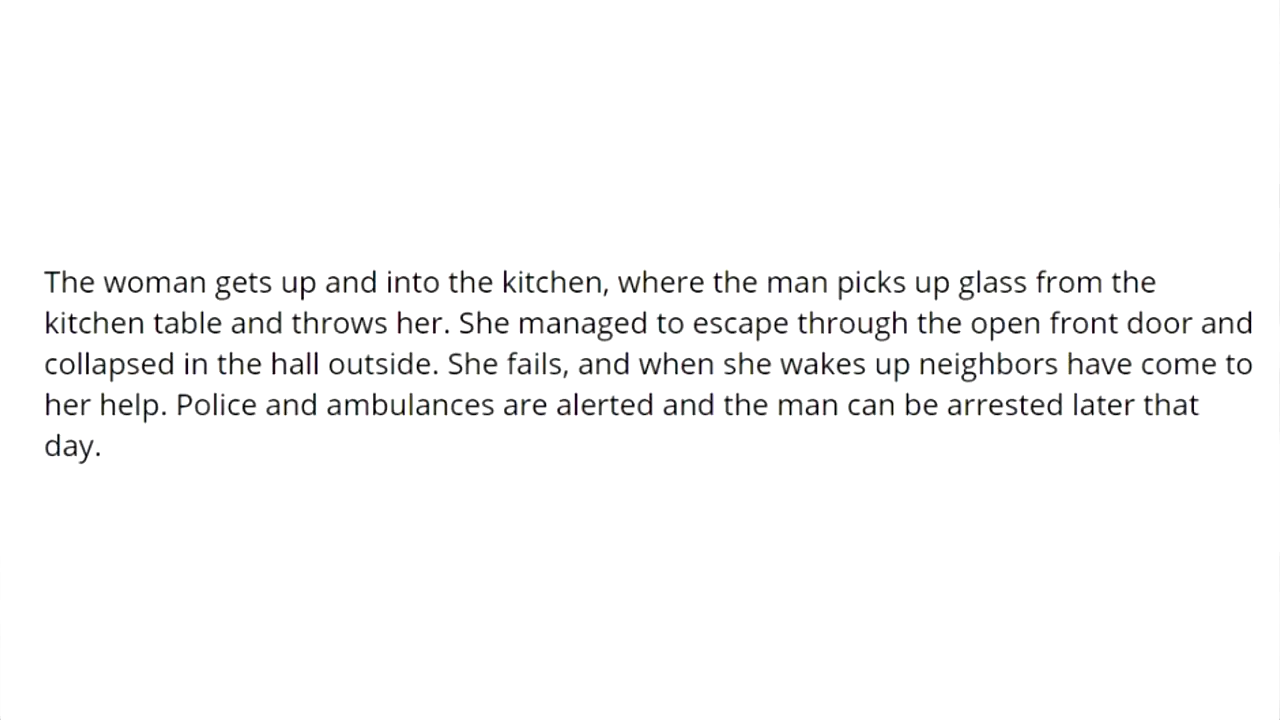 The woman gets up and into the kitchen, where the man picks up glass from the
kitchen table and throws her. She managed to escape through the open front door and
collapsed in the hall outside. She fails, and when she wakes up neighbors have come to
her help. Police and ambulances are alerted and the man can be arrested later that
day.